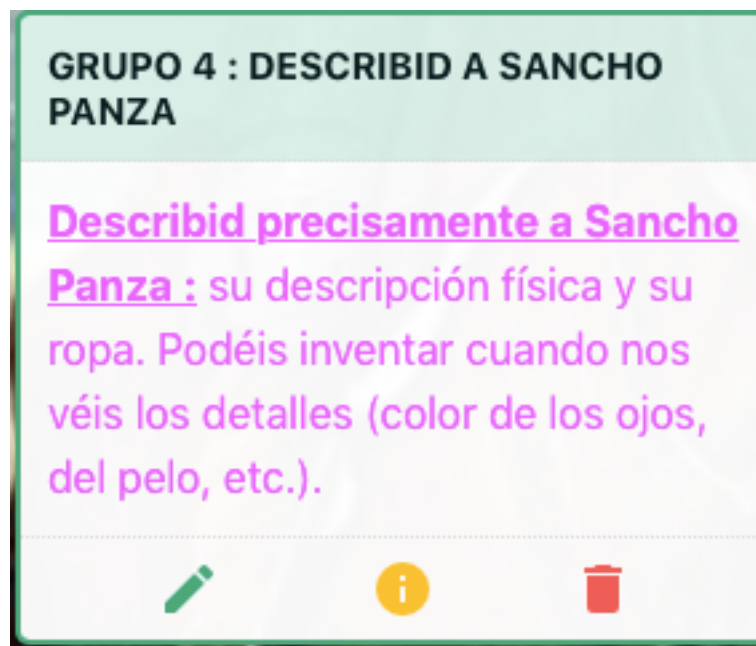 GRUPO 4 : DESCRIBID A SANCHO
PANZA
Describid precisamente a Sancho
Panza : su descripción física y su
ropa. Podéis inventar cuando nos
véis los detalles (color de los ojos,
del pelo, etc.).